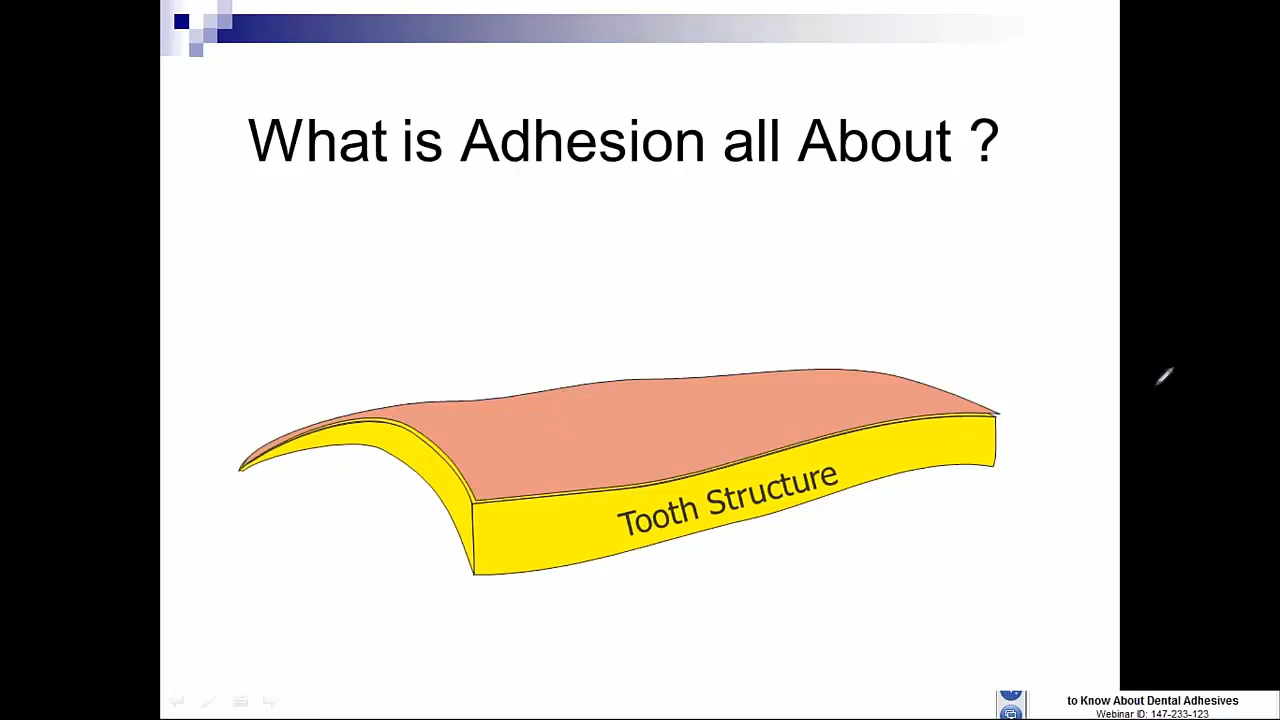 What is Adhesion all About ?
Tooth Structure
to Know About Dental Adhesives
Webinar ID: 147-233-123